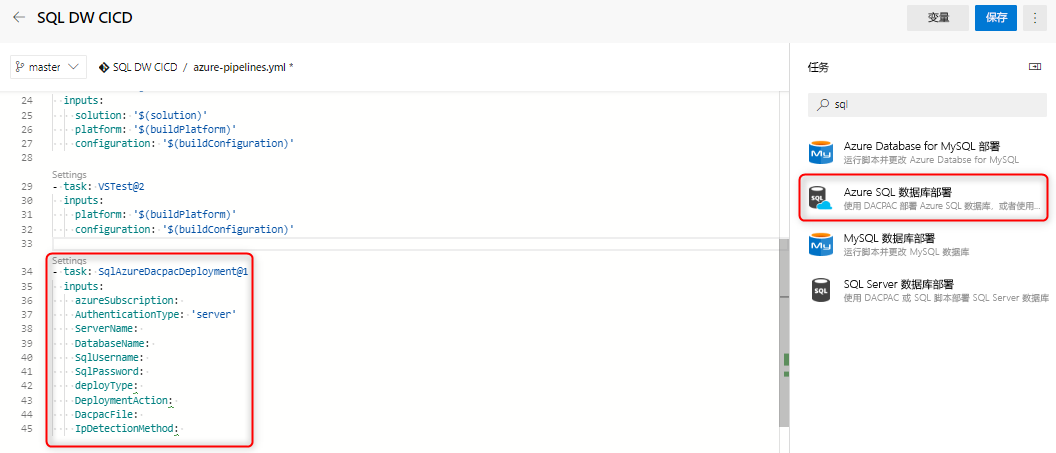 SQL DW CICD
变量
保存
master
SQL DW CICD / azure-pipelines.yml *
24 inputs:
25 solution: '$(solution)'
26 platform: '$(buildPlatform)'
27 configuration: '$(buildConfiguration)'
28
Settings
29 - task: VSTest@2
30 inputs:
31 platform: '$(buildPlatform)'
32 configuration: '$(buildConfiguration)'
33
Settings
34 - task: SqlAzureDacpacDeployment@1
35 inputs:
36 azureSubscription:
37 AuthenticationType: 'server'
38 ServerName:
39 DatabaseName:
40 SqlUsername:
41 SqlPassword:
42 deployType:
43 DeploymentAction:
44 DacpacFile:
45 IpDetectionMethod:
任务
sql
My
Azure Database for MySQL 部署
运行脚本并更改 Azure Databse for MySQL
SQL
Azure SQL 数据库部署
使用 DACPAC 部署 Azure SQL 数据库，或者使用...
My
MySQL 数据库部署
运行脚本并更改 MySQL 数据库
SQL
SQL Server 数据库部署
使用 DACPAC 或 SQL 脚本部署 SQL Server 数据库